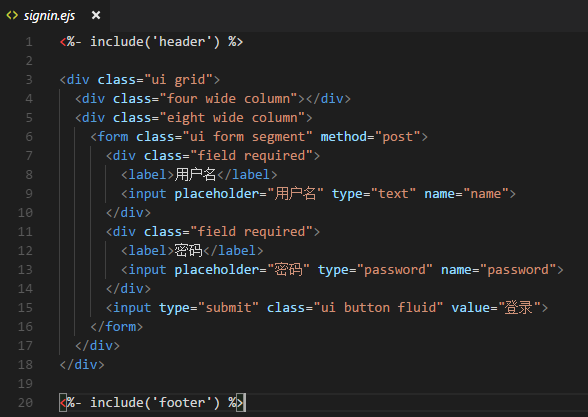 signin.ejs
1 <%- include('header') %>
2
3 <div class="ui grid">
4 <div class="four wide column"></div>
5 <div class="eight wide column">
6 <form class="ui form segment" method="post">
7 <div class="field required">
8 <label>用户名</label>
9 <input placeholder="用户名" type="text" name="name">
10 </div>
11 <div class="field required">
12 <label>密码</label>
13 <input placeholder="密码" type="password" name="password">
14 </div>
15 <input type="submit" class="ui button fluid" value="登录">
16 </form>
17 </div>
18 </div>
19
20 <%- include('footer') %>